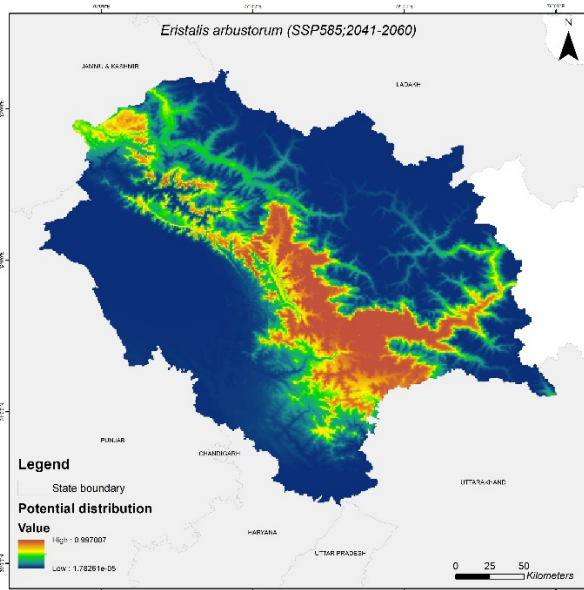 Eristalis arbustorum (SSP585;2041-2060)
N
JAMMU & KASHMIR
LADAKH
PUNJAB
CHANDIGARH
UTTARAKHAND
HARYANA
UTTAR PRADESH
Legend
State boundary
Potential distribution
Value
High : 0.997007
Low : 1.78261e-05
0 25 50
Kilometers